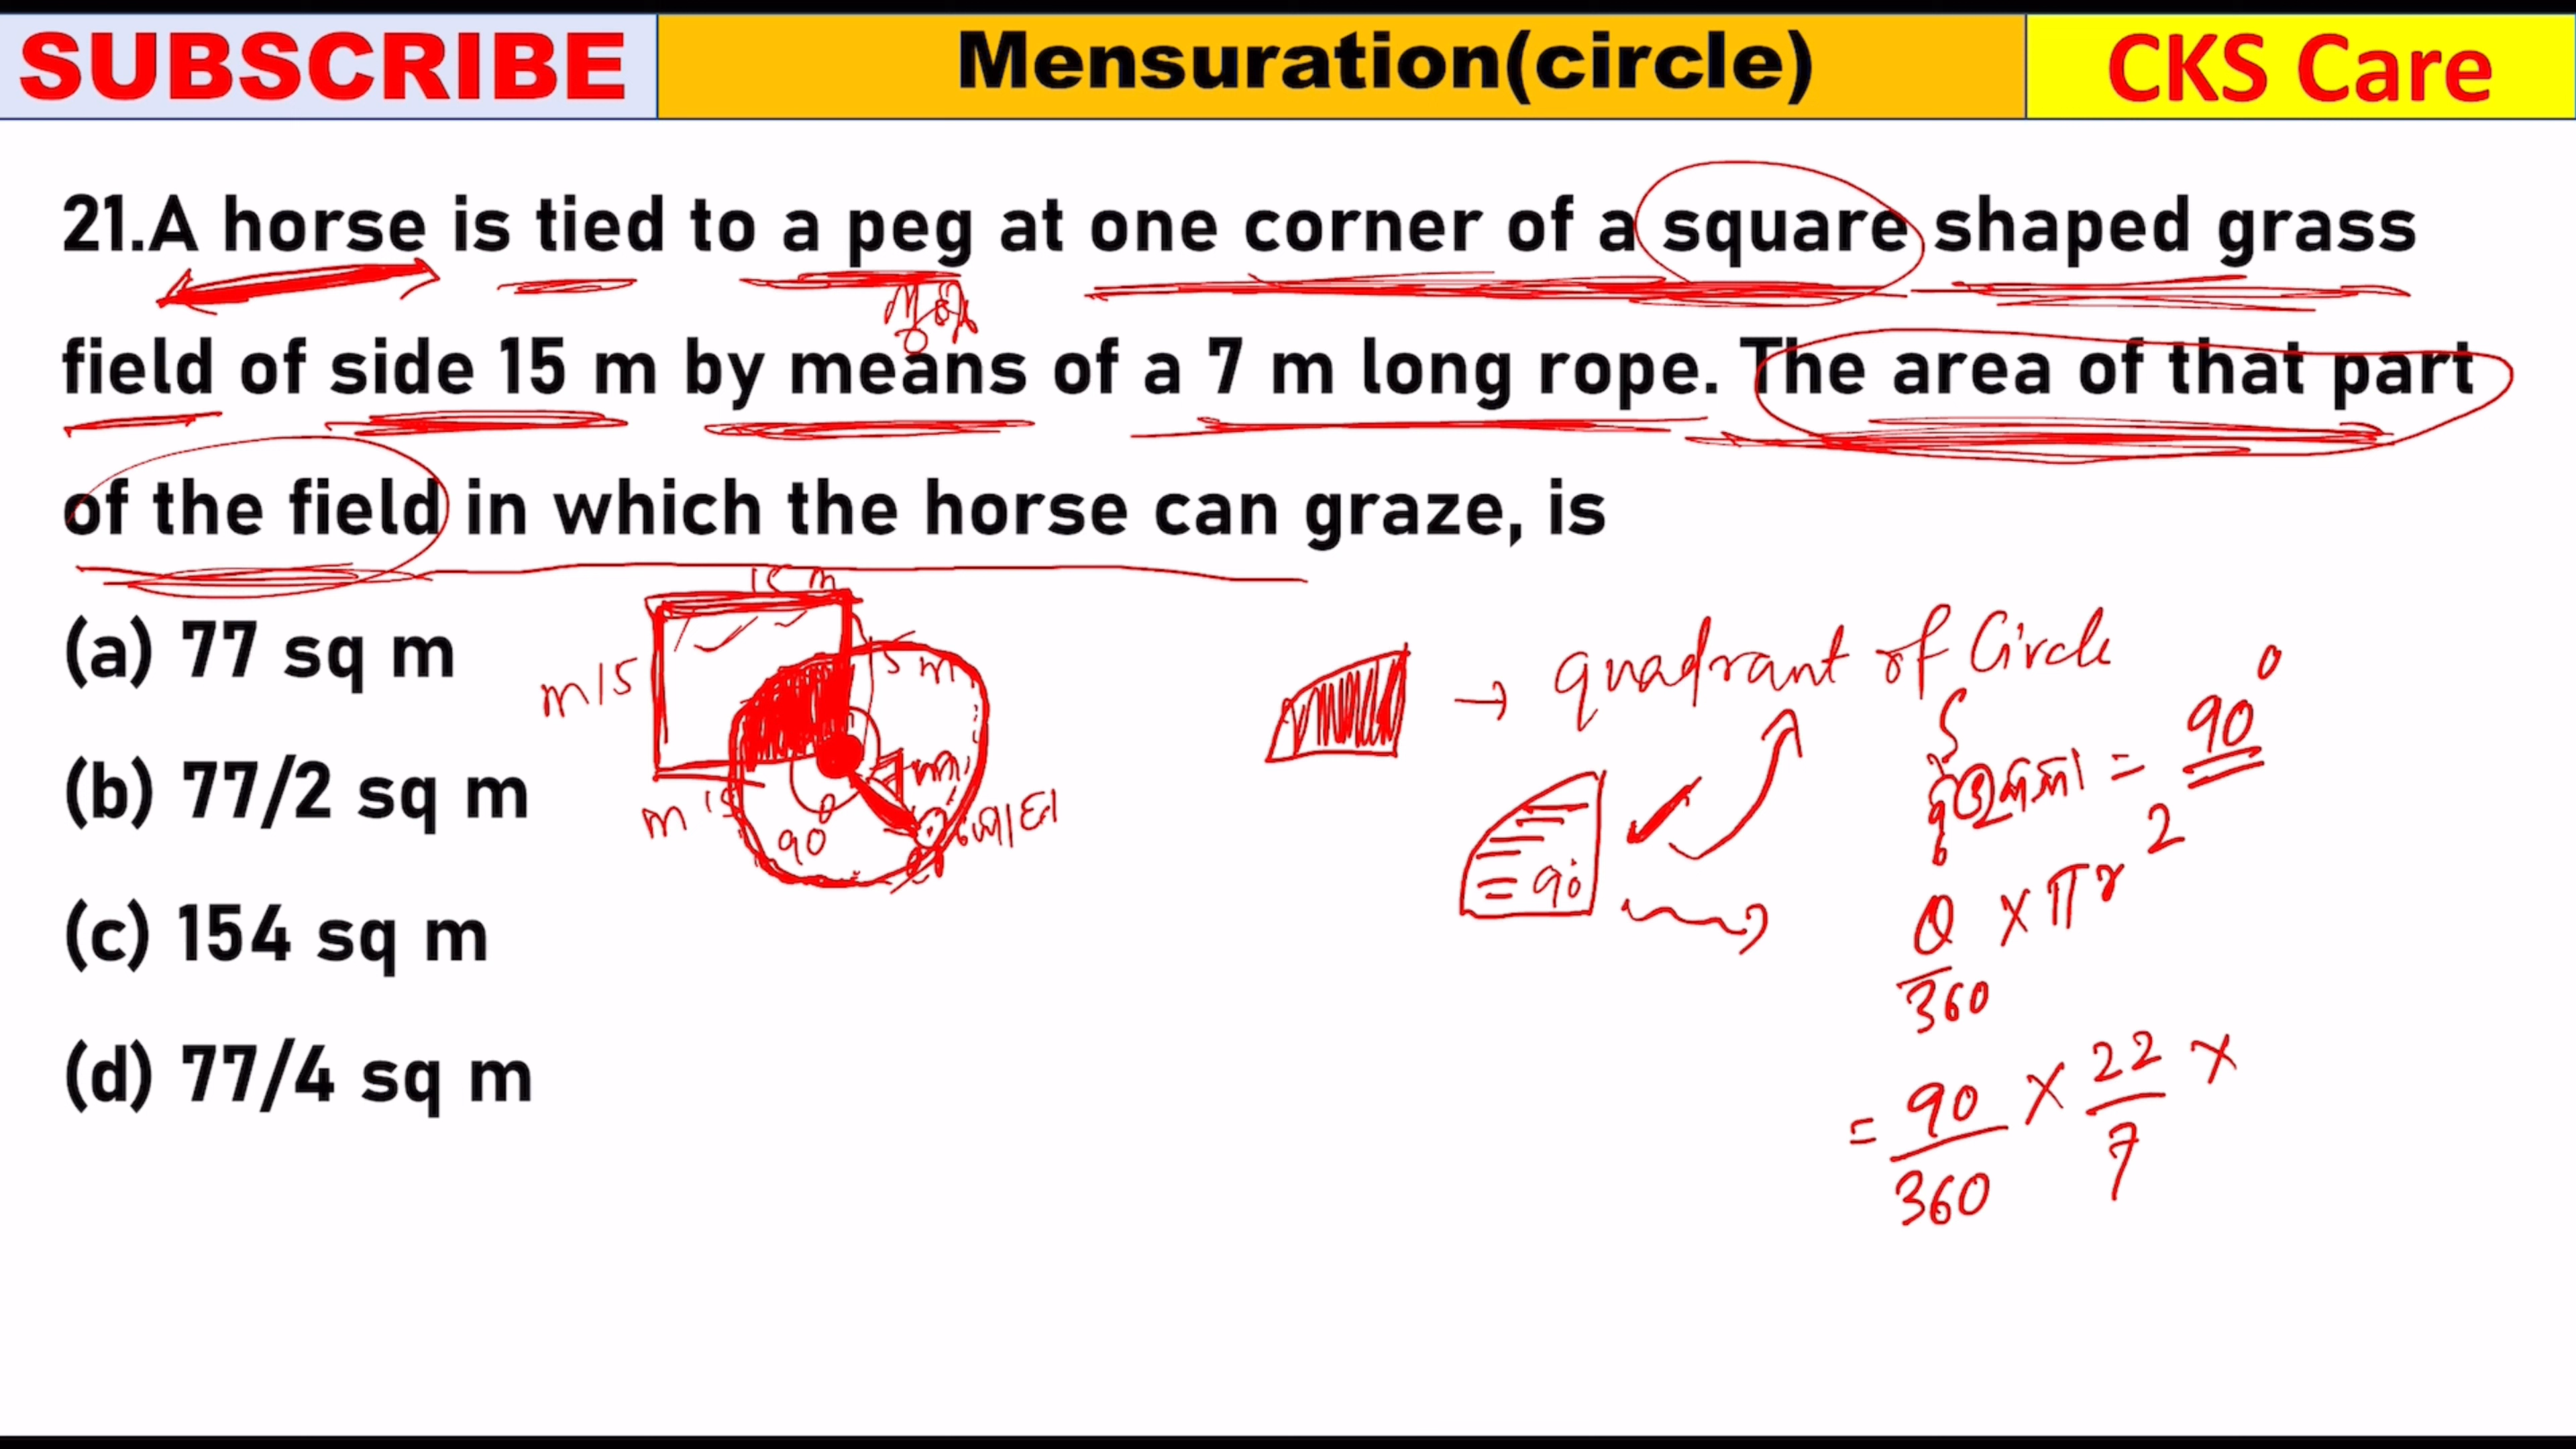 SUBSCRIBE Mensuration(circle) CKS Care
21.A horse is tied to a peg at one corner of a square shaped grass
field of side 15 m by means of a 7 m long rope. The area of that part
of the field in which the horse can graze, is
(a) 77 sq m
(b) 77/2 sq m
(c) 154 sq m
(d) 77/4 sq m
15 m
m 15
15 m
m 15
7m
90°
→ quadrant of Circle
= 90°
= 90°
θ/360 × πr²
= 90/360 × 22/7 ×